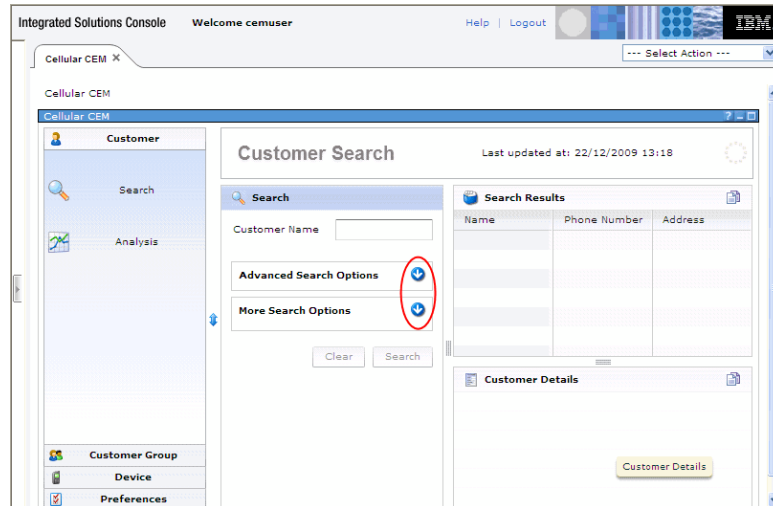 Integrated Solutions Console Welcome cemuser Help | Logout IBM
Cellular CEM X --- Select Action ---
Cellular CEM
Cellular CEM
Customer
Search
Analysis
Customer Group
Device
Preferences
Customer Search Last updated at: 22/12/2009 13:18
Search
Customer Name
Advanced Search Options
More Search Options
Clear Search
Search Results
Name Phone Number Address
Customer Details
Customer Details